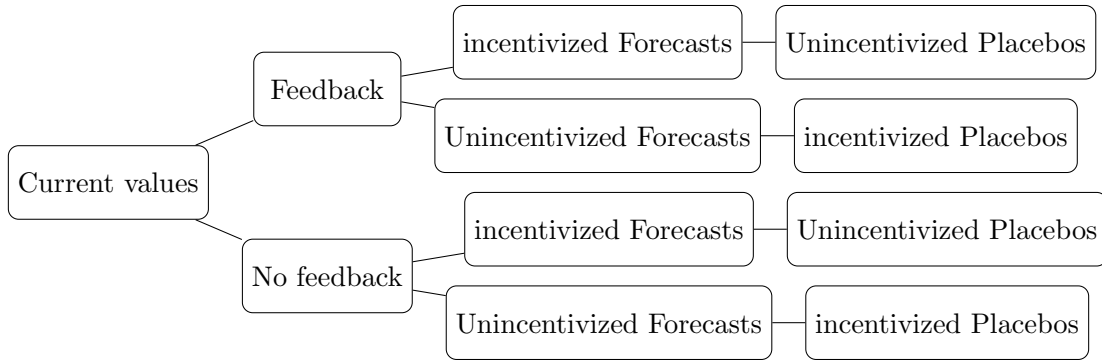 incentivized Forecasts
Unincentivized Placebos
Feedback
Unincentivized Forecasts
incentivized Placebos
Current values
incentivized Forecasts
Unincentivized Placebos
No feedback
Unincentivized Forecasts
incentivized Placebos